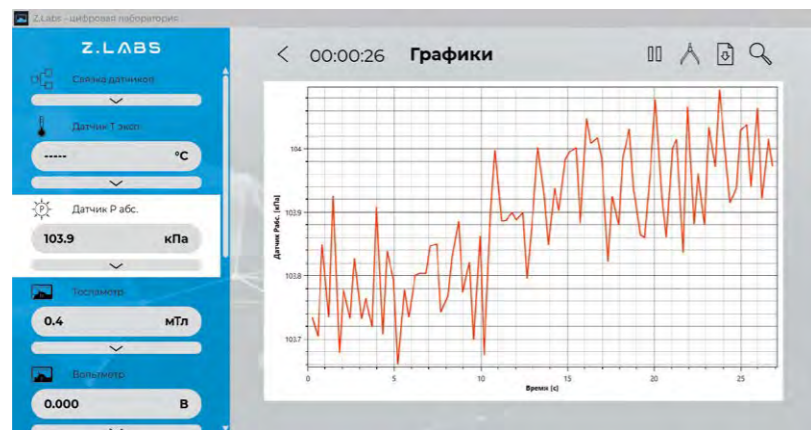 Z.Labs - цифровая лаборатория
Z.LABS
00:00:26 Графики
Связка датчиков
Датчик Т эксп.
----- °C
Датчик Р абс.
103.9 кПа
Тесламетр
0.4 мТл
Вольтметр
0.000 В
Датчик Рабс. (кПа)
104
103.9
103.8
103.7
0 5 10 15 20 25
Время (с)